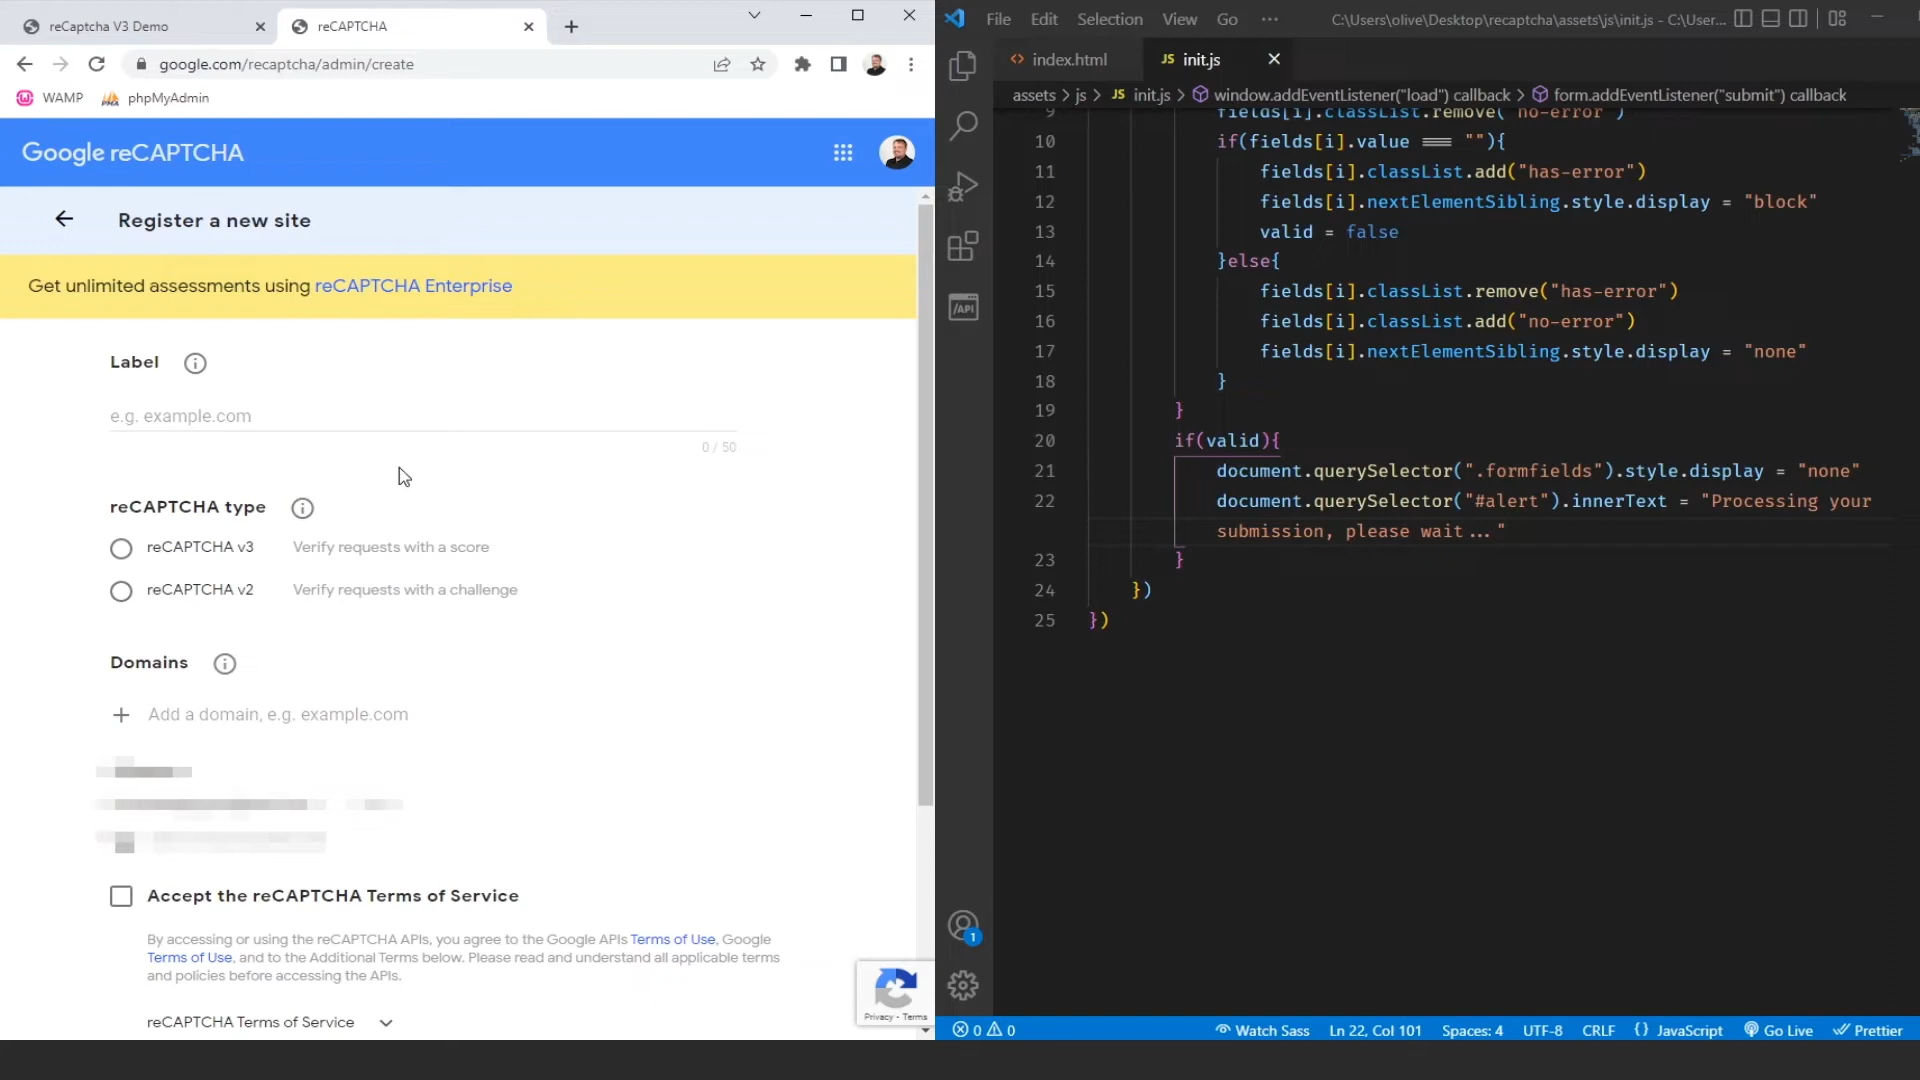 reCaptcha V3 Demo
reCAPTCHA
google.com/recaptcha/admin/create
WAMP
phpMyAdmin
Google reCAPTCHA
Register a new site
Get unlimited assessments using reCAPTCHA Enterprise
Label
e.g. example.com
0 / 50
reCAPTCHA type
reCAPTCHA v3 Verify requests with a score
reCAPTCHA v2 Verify requests with a challenge
Domains
Add a domain, e.g. example.com
Accept the reCAPTCHA Terms of Service
By accessing or using the reCAPTCHA APIs, you agree to the Google APIs Terms of Use, Google
Terms of Use, and to the Additional Terms below. Please read and understand all applicable terms
and policies before accessing the APIs.
reCAPTCHA Terms of Service
Privacy - Terms
File Edit Selection View Go ··· C:\Users\olive\Desktop\recaptcha\assets\js\init.js - C:\User...
index.html
JS init.js
assets > js > JS init.js > window.addEventListener("load") callback > form.addEventListener("submit") callback
9 fields[i].classList.remove("no-error")
10 if(fields[i].value === ""){
11 fields[i].classList.add("has-error")
12 fields[i].nextElementSibling.style.display = "block"
13 valid = false
14 }else{
15 fields[i].classList.remove("has-error")
16 fields[i].classList.add("no-error")
17 fields[i].nextElementSibling.style.display = "none"
18 }
19 }
20 if(valid){
21 document.querySelector(".formfields").style.display = "none"
22 document.querySelector("#alert").innerText = "Processing your
submission, please wait..."
23 }
24 })
25 })
/API
1
0 0
Watch Sass
Ln 22, Col 101
Spaces: 4
UTF-8
CRLF
{} JavaScript
Go Live
Prettier